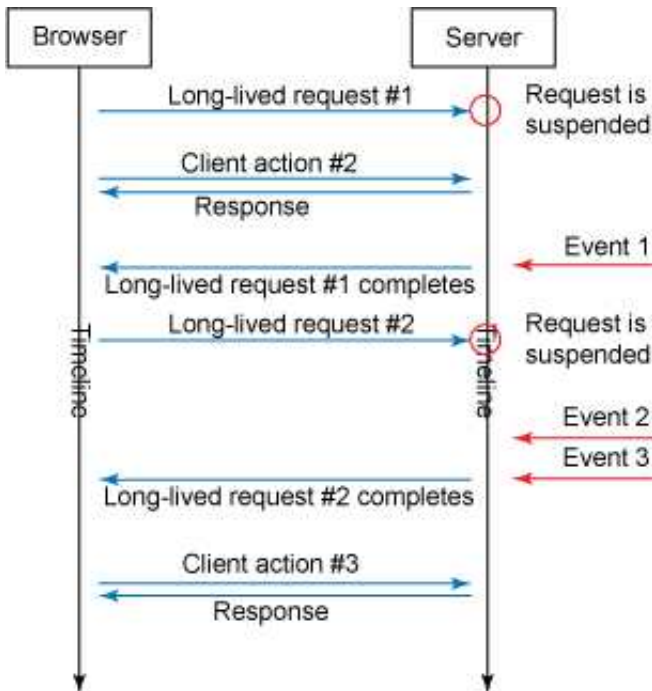 Browser
Server
Long-lived request #1
Request is
suspended
Client action #2
Response
Event 1
Long-lived request #1 completes
Long-lived request #2
Request is
suspended
Timeline
Timeline
Event 2
Event 3
Long-lived request #2 completes
Client action #3
Response